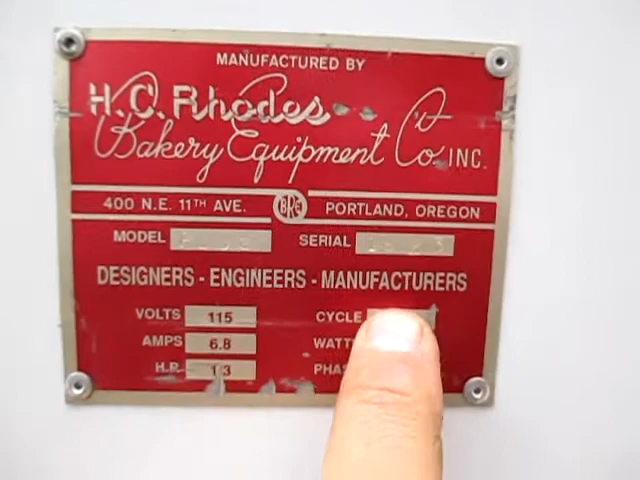 MANUFACTURED BY
H.C. Rhodes
Bakery Equipment Co. INC.
400 N.E. 11TH AVE. BRE PORTLAND, OREGON
MODEL SERIAL
DESIGNERS - ENGINEERS - MANUFACTURERS
VOLTS 115 CYCLE
AMPS 6.8
H.P. 1/3